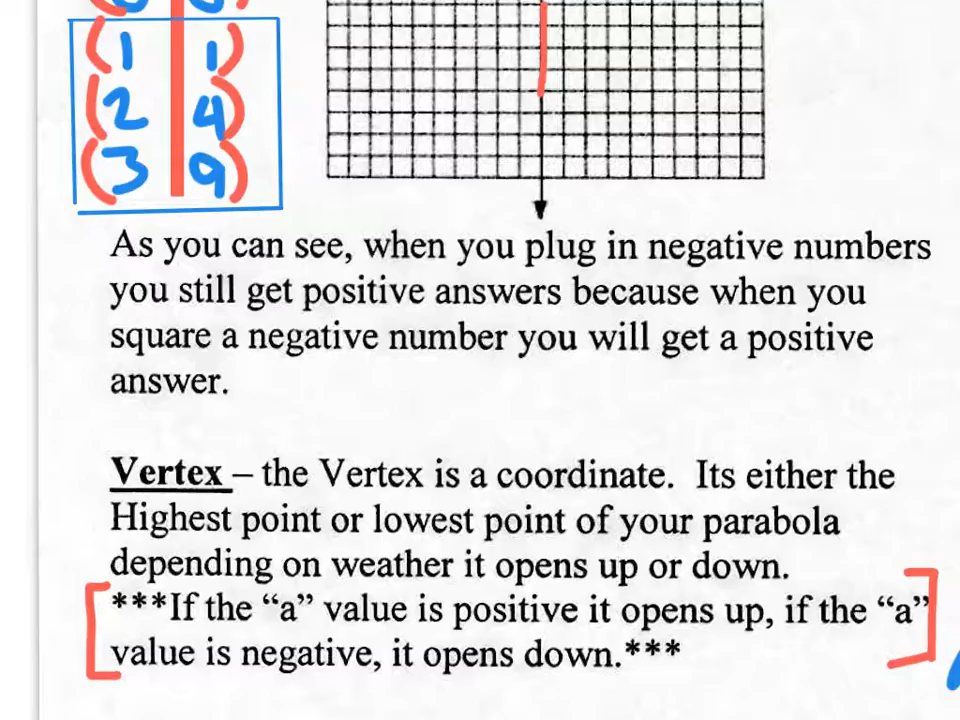 (1 1)
(2 4)
(3 9)
As you can see, when you plug in negative numbers
you still get positive answers because when you
square a negative number you will get a positive
answer.
Vertex – the Vertex is a coordinate. Its either the
Highest point or lowest point of your parabola
depending on weather it opens up or down.
***If the “a” value is positive it opens up, if the “a”
value is negative, it opens down.***